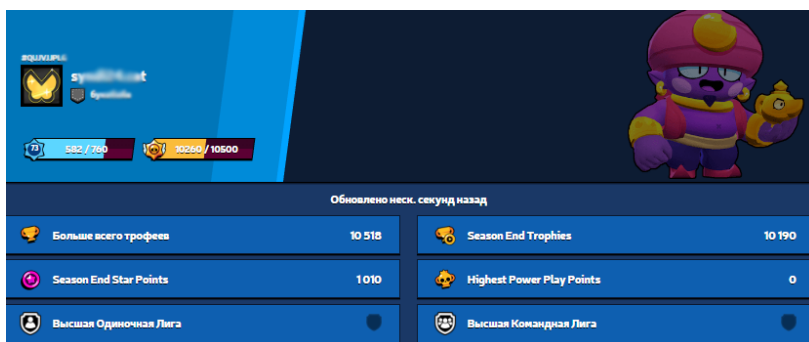 73 582 / 760 10260 / 10500
Обновлено неск. секунд назад
Больше всего трофеев 10 518
Season End Trophies 10 190
Season End Star Points 1 010
Highest Power Play Points 0
Высшая Одиночная Лига
Высшая Командная Лига